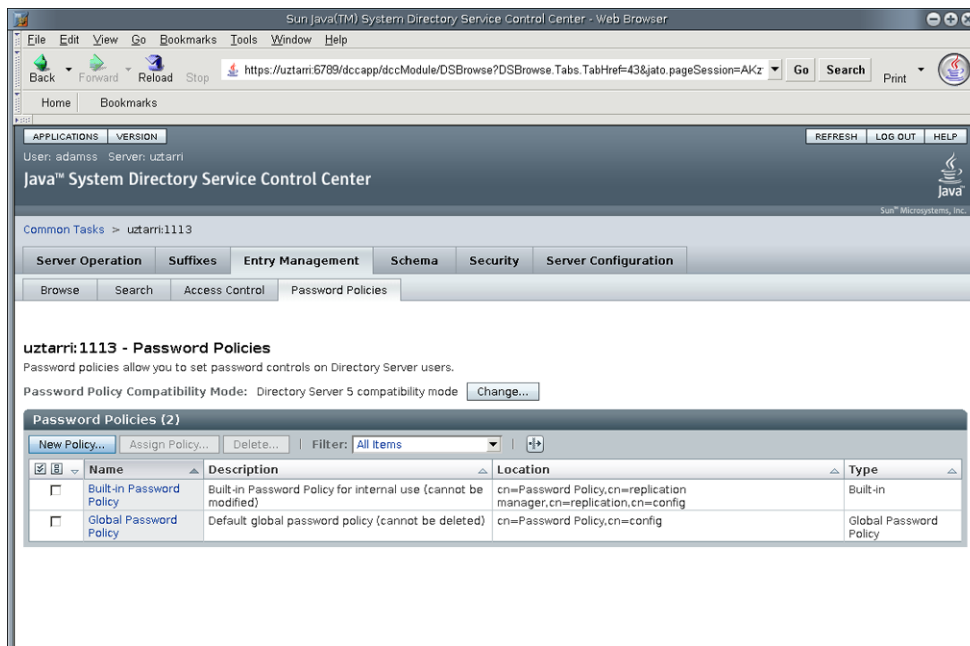 Sun Java(TM) System Directory Service Control Center - Web Browser
File Edit View Go Bookmarks Tools Window Help
Back Forward Reload Stop https://uztarri:6789/dccapp/dccModule/DSBrowse?DSBrowse.Tabs.TabHref=43&jato.pageSession=AKz Go Search Print
Home Bookmarks
APPLICATIONS VERSION REFRESH LOG OUT HELP
User: adamss Server: uztarri
Java™ System Directory Service Control Center
Java™
Sun™ Microsystems, Inc.
Common Tasks > uztarri:1113
Server Operation Suffixes Entry Management Schema Security Server Configuration
Browse Search Access Control Password Policies
uztarri:1113 - Password Policies
Password policies allow you to set password controls on Directory Server users.
Password Policy Compatibility Mode: Directory Server 5 compatibility mode Change...
Password Policies (2)
New Policy... Assign Policy... Delete... Filter: All Items
Name Description Location Type
Built-in Password Policy
Built-in Password Policy for internal use (cannot be modified)
cn=Password Policy,cn=replication manager,cn=replication,cn=config
Built-in
Global Password Policy
Default global password policy (cannot be deleted)
cn=Password Policy,cn=config
Global Password Policy